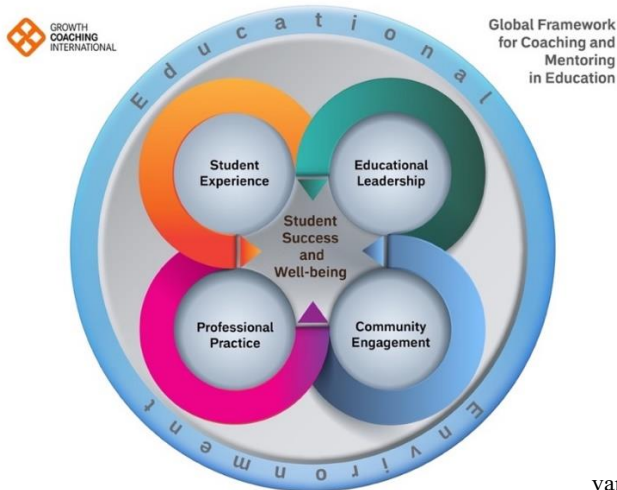 GROWTH
COACHING
INTERNATIONAL
Global Framework
for Coaching and
Mentoring
in Education
Educational
Student
Experience
Educational
Leadership
Student
Success
and
Well-being
Professional
Practice
Community
Engagement
Environment